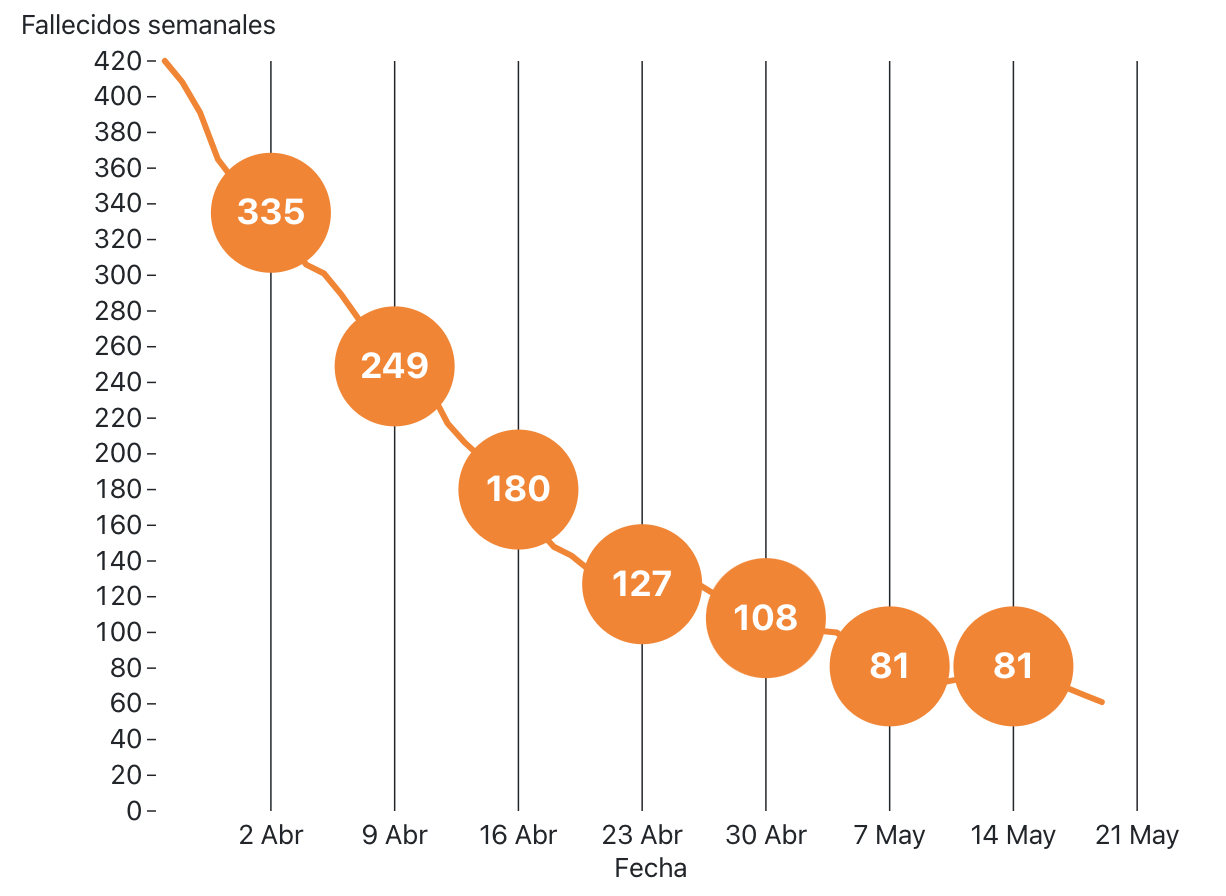 Fallecidos semanales
420
400
380
360
340
320
300
280
260
240
220
200
180
160
140
120
100
80
60
40
20
0
335
249
180
127
108
81
81
2 Abr
9 Abr
16 Abr
23 Abr
30 Abr
7 May
14 May
21 May
Fecha